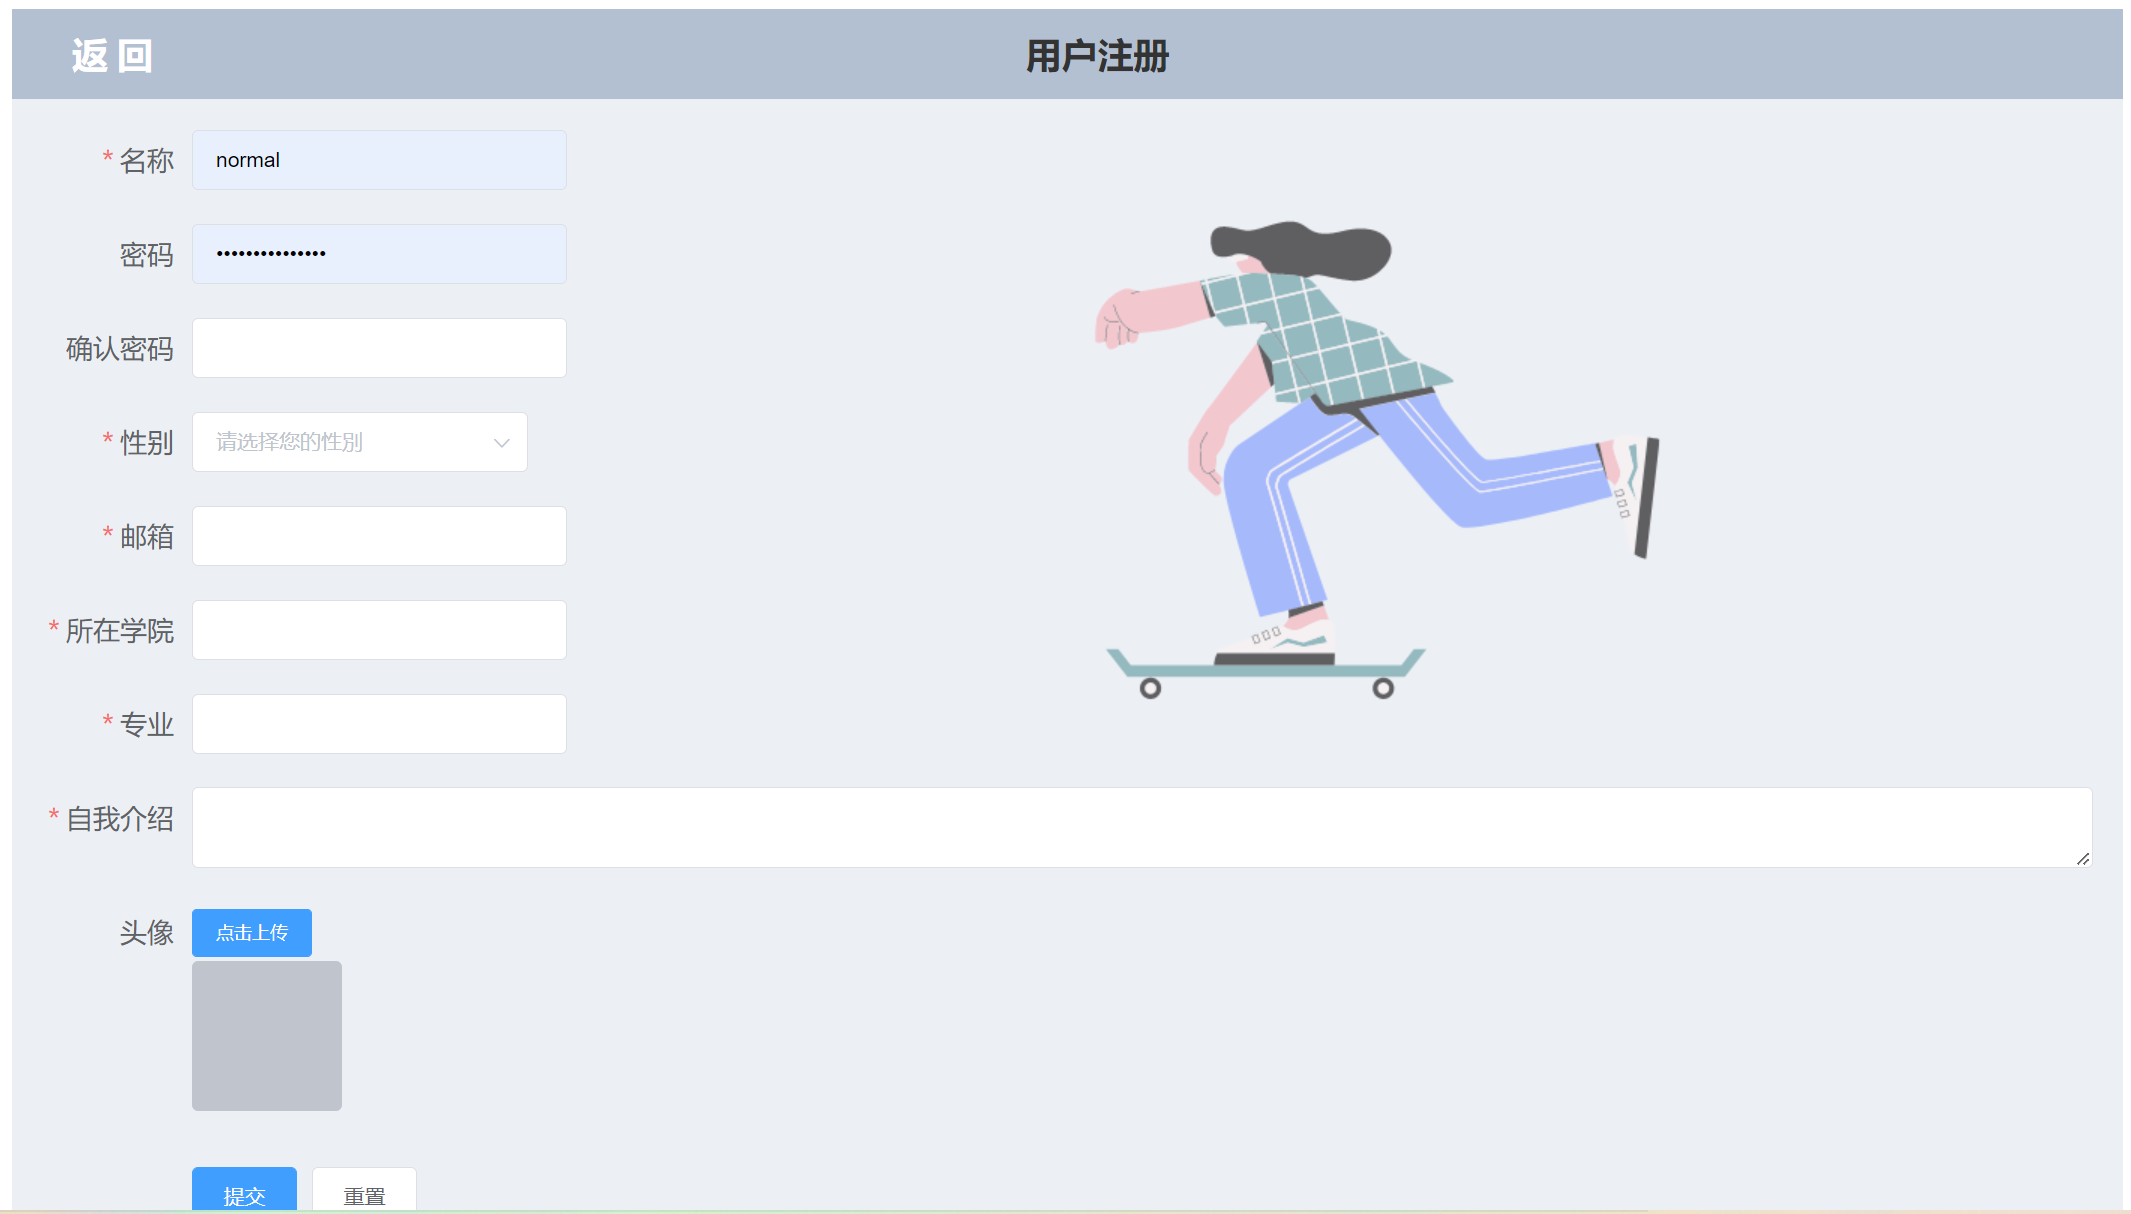 返 回
用户注册
* 名称
normal
密码
•••••••••••••••
确认密码
* 性别
请选择您的性别
* 邮箱
* 所在学院
* 专业
* 自我介绍
头像
点击上传
提交
重置